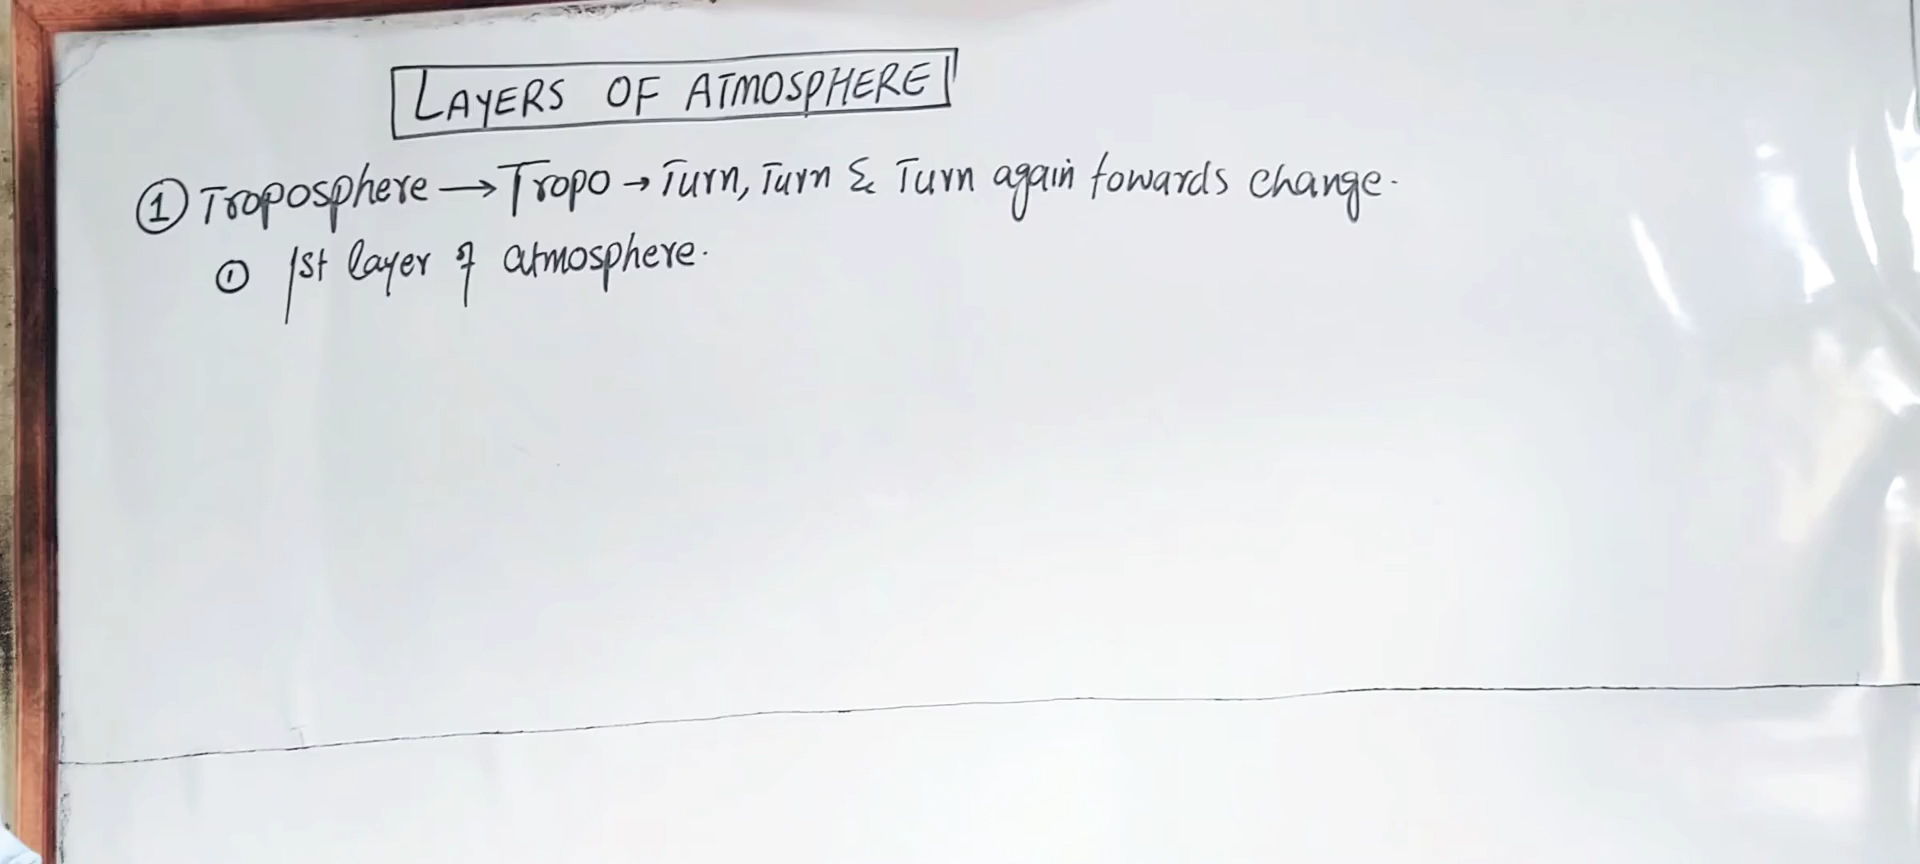 LAYERS OF ATMOSPHERE
① Troposphere → Tropo → Turn, Turn & Turn again towards change.
① 1st layer of atmosphere.